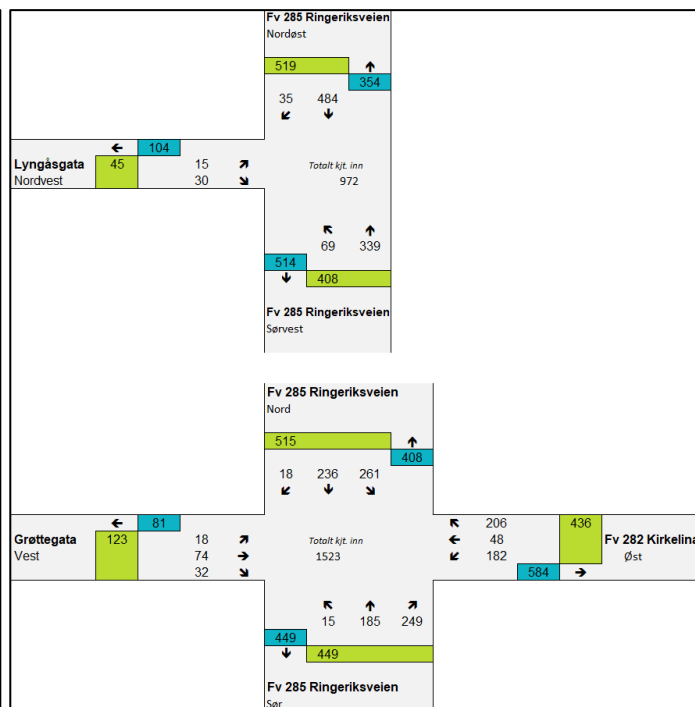 Fv 285 Ringeriksveien
Nordøst
519 ↑
354
35 484
↙ ↓
← 104
Lyngåsgata 45 15 ↗
Nordvest 30 ↘
Totalt kjt. inn
972
↖ ↑
69 339
514
↓ 408
Fv 285 Ringeriksveien
Sørvest
Fv 285 Ringeriksveien
Nord
515 ↑
408
18 236 261
↙ ↓ ↘
← 81
Grøttegata 123 18 ↗
Vest 74 →
32 ↘
Totalt kjt. inn
1523
↖ 206 436
← 48 Fv 282 Kirkelina
↙ 182 Øst
584 →
↖ ↑ ↗
15 185 249
449
↓ 449
Fv 285 Ringeriksveien
Sør